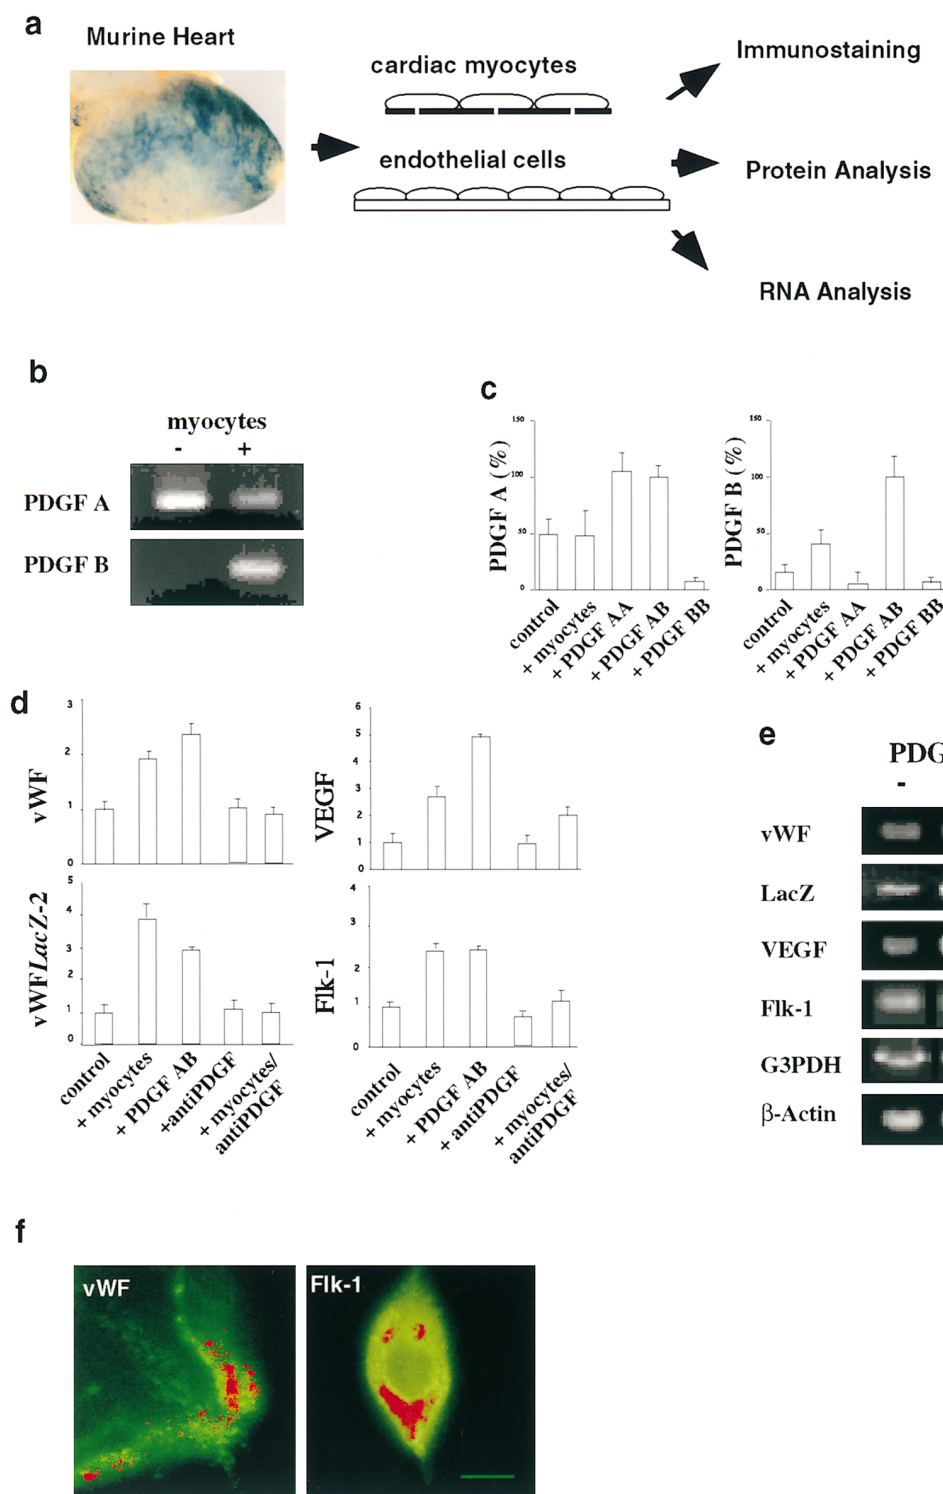 a
Murine Heart
cardiac myocytes
endothelial cells
Immunostaining
Protein Analysis
RNA Analysis
b
myocytes
- +
PDGF A
PDGF B
c
PDGF A (%)
150
100
50
0
control
+ myocytes
+ PDGF AA
+ PDGF AB
+ PDGF BB
PDGF B (%)
150
100
50
0
control
+ myocytes
+ PDGF AA
+ PDGF AB
+ PDGF BB
d
vWF
3
2
1
0
VEGF
6
5
4
3
2
1
0
vWFLacZ-2
5
4
3
2
1
0
control
+ myocytes
+ PDGF AB
+antiPDGF
+ myocytes/
antiPDGF
Flk-1
4
3
2
1
0
control
+ myocytes
+ PDGF AB
+ antiPDGF
+ myocytes/
antiPDGF
e
PDG
-
vWF
LacZ
VEGF
Flk-1
G3PDH
β-Actin
f
vWF
Flk-1